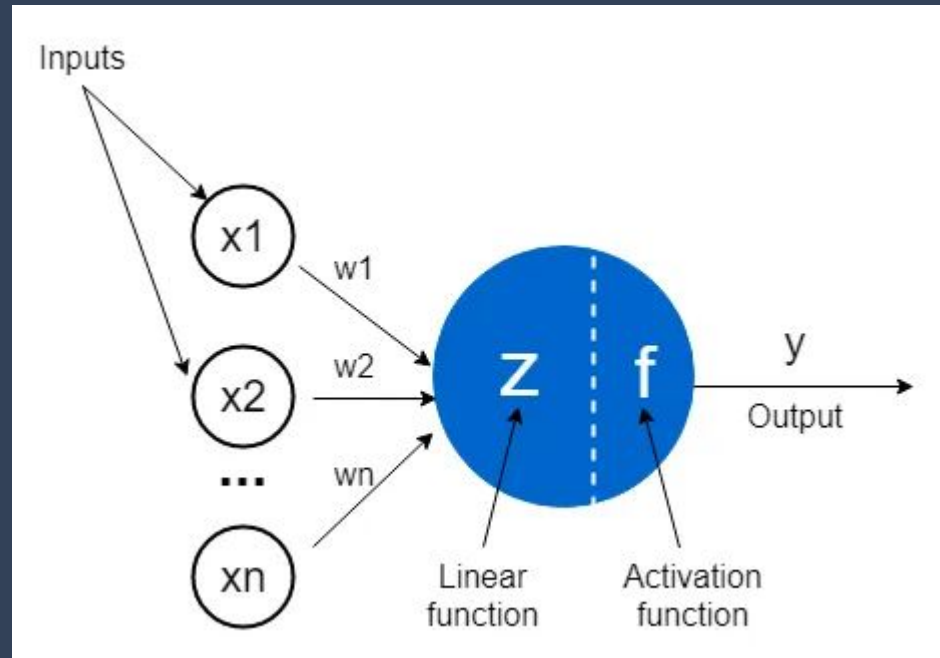 Inputs
x1
w1
x2
w2
...
wn
xn
z
f
y
Output
Linear
function
Activation
function